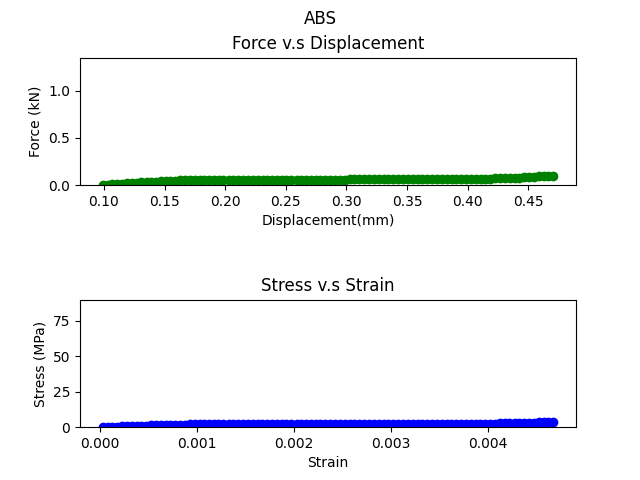 ABS
Force v.s Displacement
1.0
0.5
0.0
Force (kN)
0.10 0.15 0.20 0.25 0.30 0.35 0.40 0.45
Displacement(mm)
Stress v.s Strain
75
50
25
0
Stress (MPa)
0.000 0.001 0.002 0.003 0.004
Strain